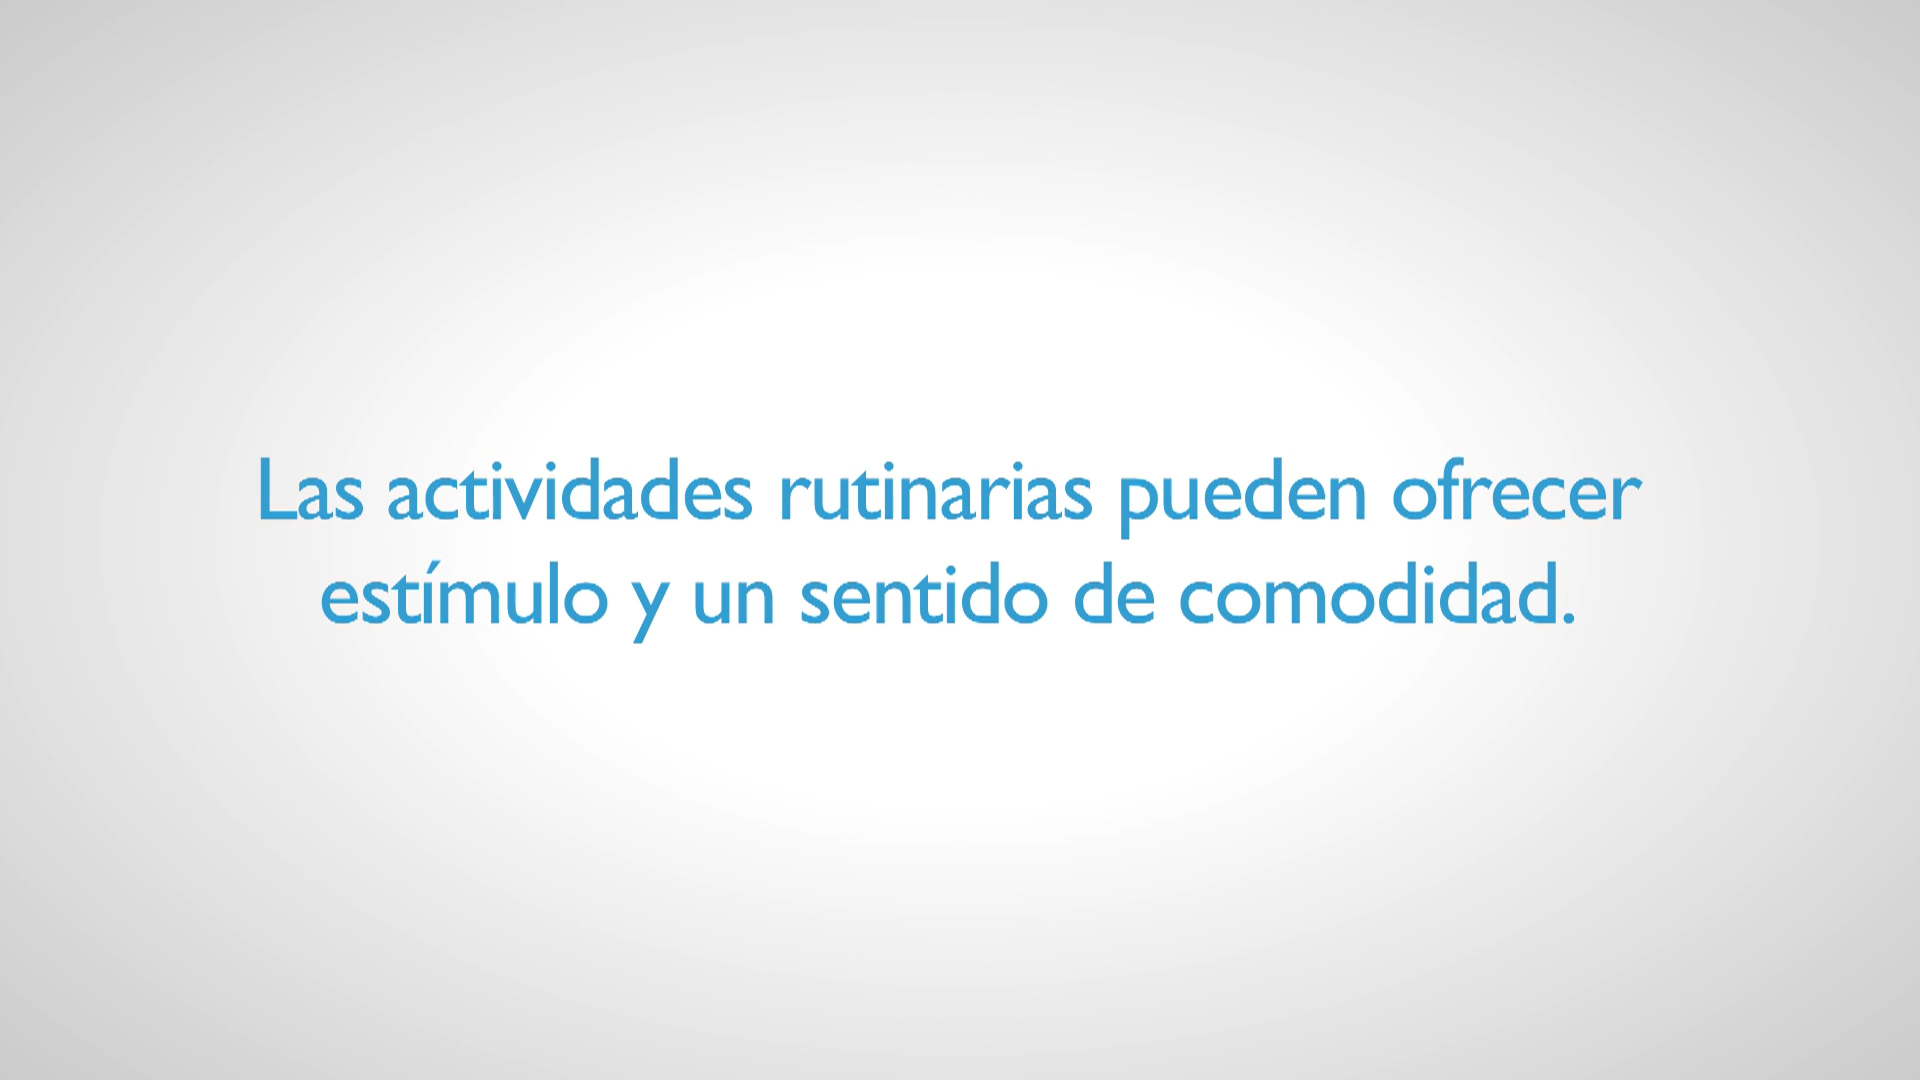 Las actividades rutinarias pueden ofrecer
estímulo y un sentido de comodidad.